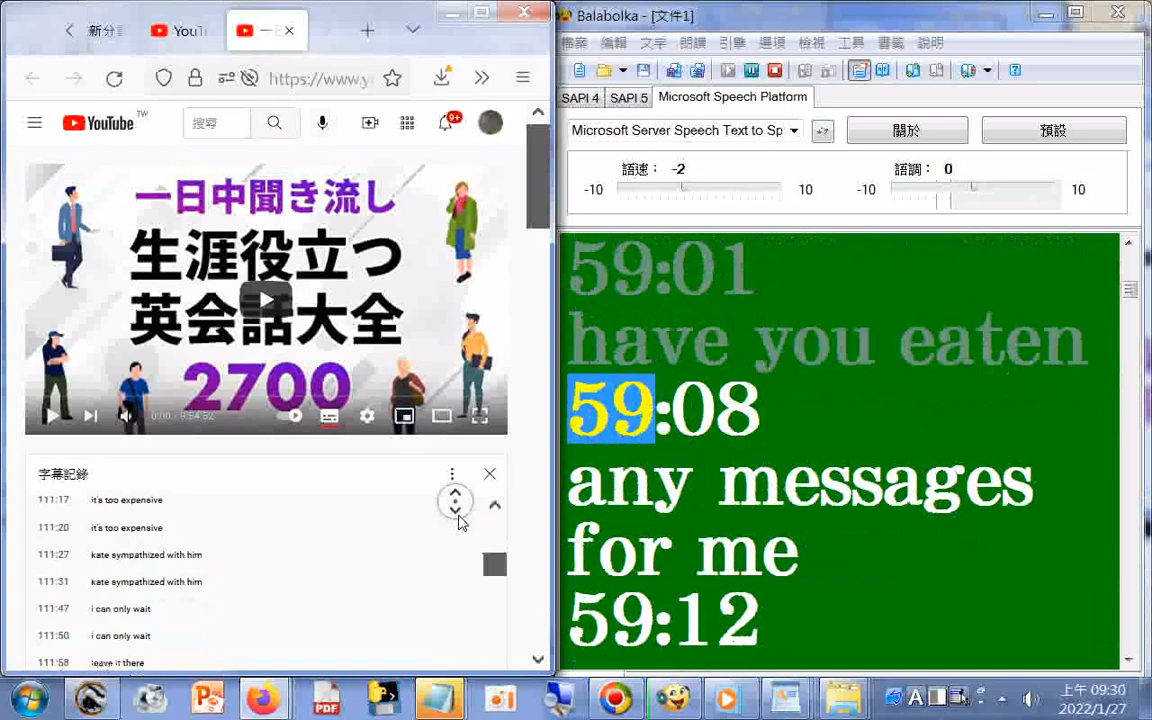 新分
YouT
一
https://www.y
YouTube TW
搜尋
9+
一日中聞き流し
生涯役立つ
英会話大全
2700
字幕記錄
111:17 it's too expensive
111:20 it's too expensive
111:27 kate sympathized with him
111:31 kate sympathized with him
111:47 i can only wait
111:50 i can only wait
111:58 leave it there
Balabolka - [文件1]
檔案 編輯 文字 朗讀 引擎 選項 檢視 工具 書籤 說明
SAPI 4 SAPI 5 Microsoft Speech Platform
Microsoft Server Speech Text to Sp
關於 預設
語速： -2 語調： 0
-10 10 -10 10
59:01
have you eaten
59:08
any messages
for me
59:12
PDF
A
上午 09:30
2022/1/27